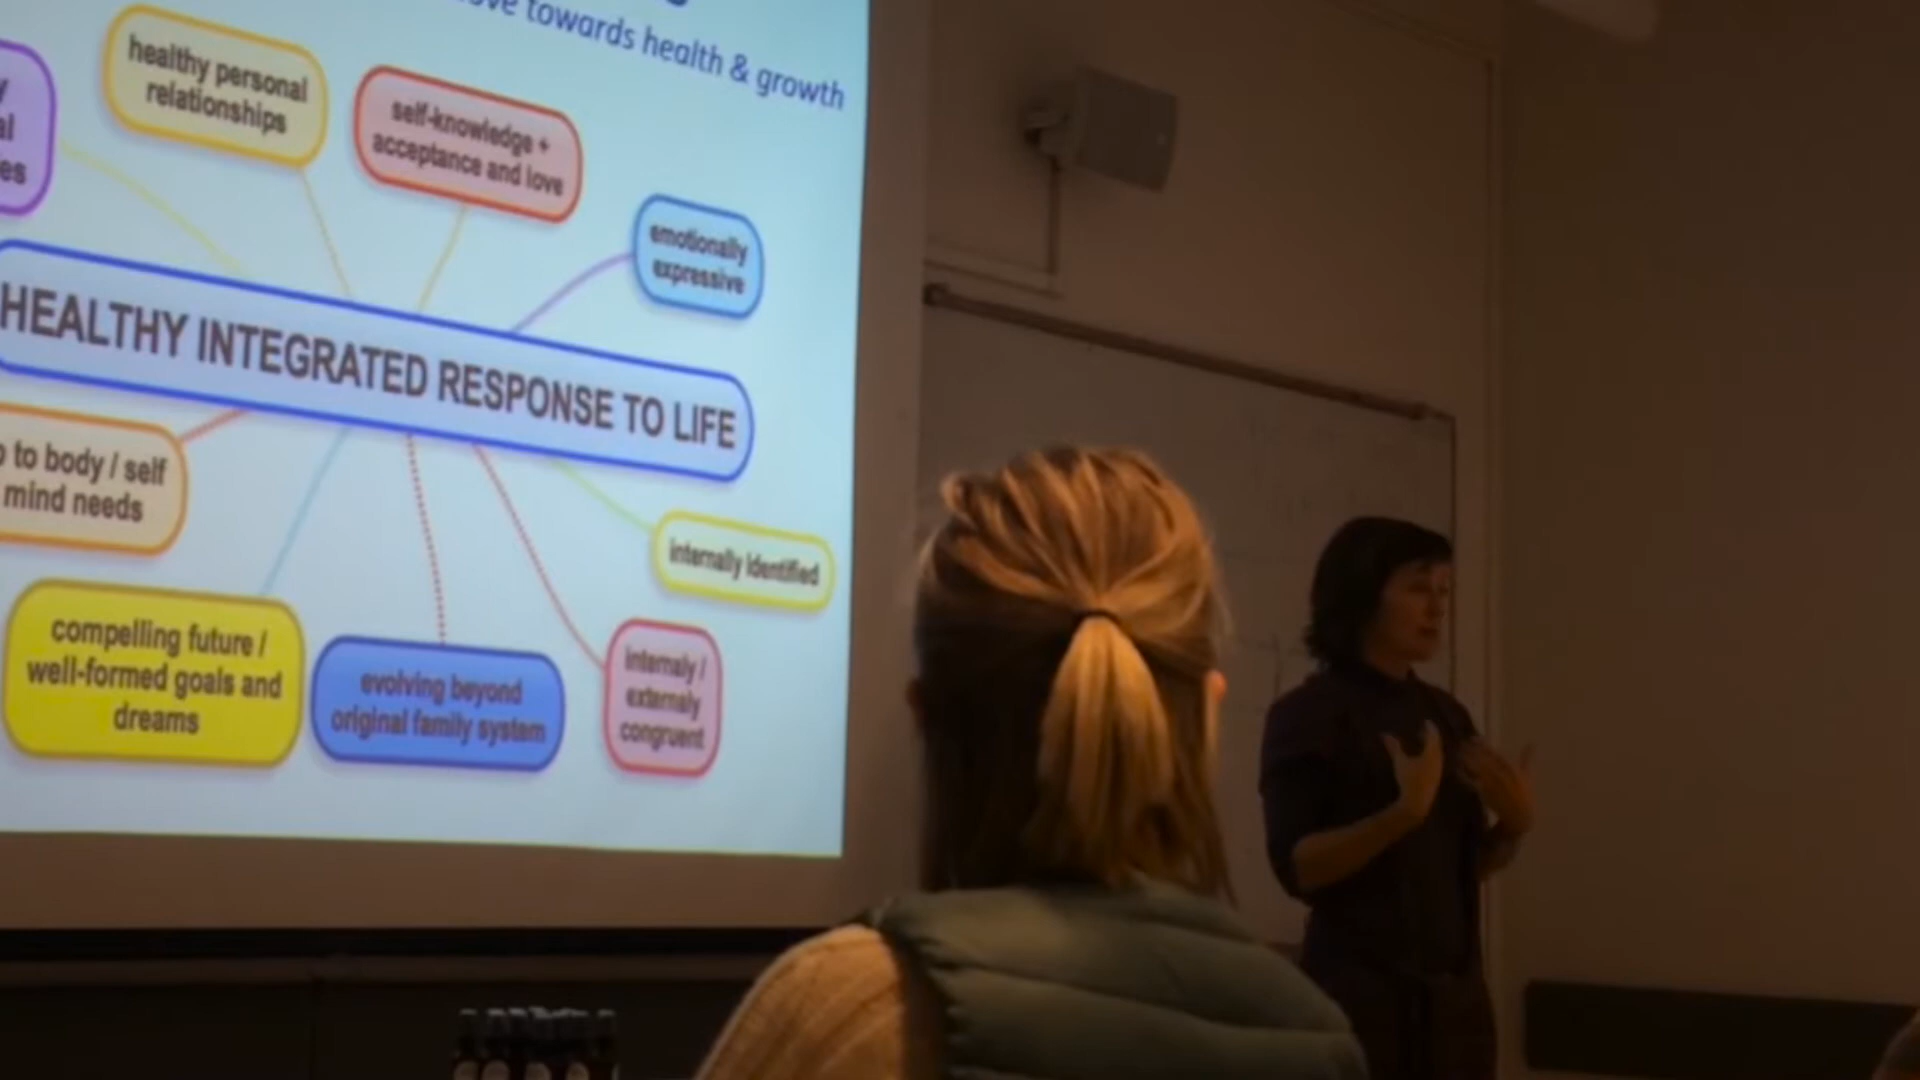 towards health & growth
healthy personal
relationships
self-knowledge +
acceptance and love
emotionally
expressive
HEALTHY INTEGRATED RESPONSE TO LIFE
to body / self
mind needs
internally identified
compelling future /
well-formed goals and
dreams
evolving beyond
original family system
internaly /
externaly
congruent